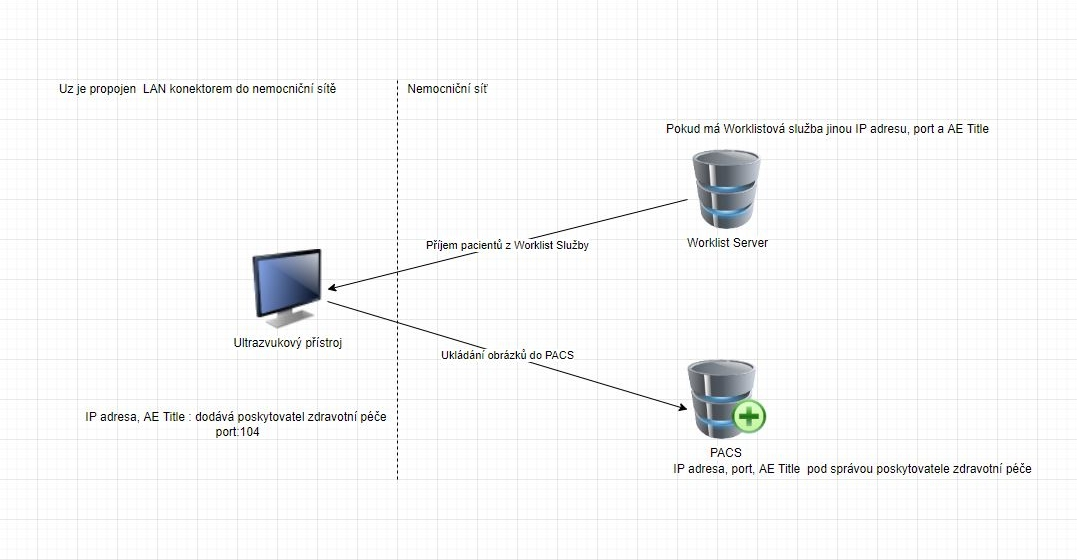 Uz je propojen LAN konektorem do nemocniční sítě
Nemocniční síť
Pokud má Worklistová služba jinou IP adresu, port a AE Title
Worklist Server
Příjem pacientů z Worklist Služby
Ultrazvukový přístroj
Ukládání obrázků do PACS
IP adresa, AE Title : dodává poskytovatel zdravotní péče
port:104
PACS
IP adresa, port, AE Title pod správou poskytovatele zdravotní péče